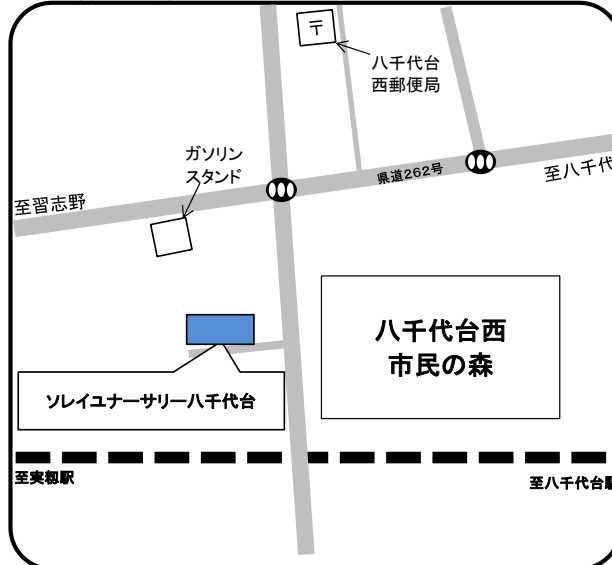 〒
八千代台
西郵便局
ガソリン
スタンド
県道262号
至八千代
至習志野
八千代台西
市民の森
ソレイユナーサリー八千代台
至実籾駅
至八千代台駅